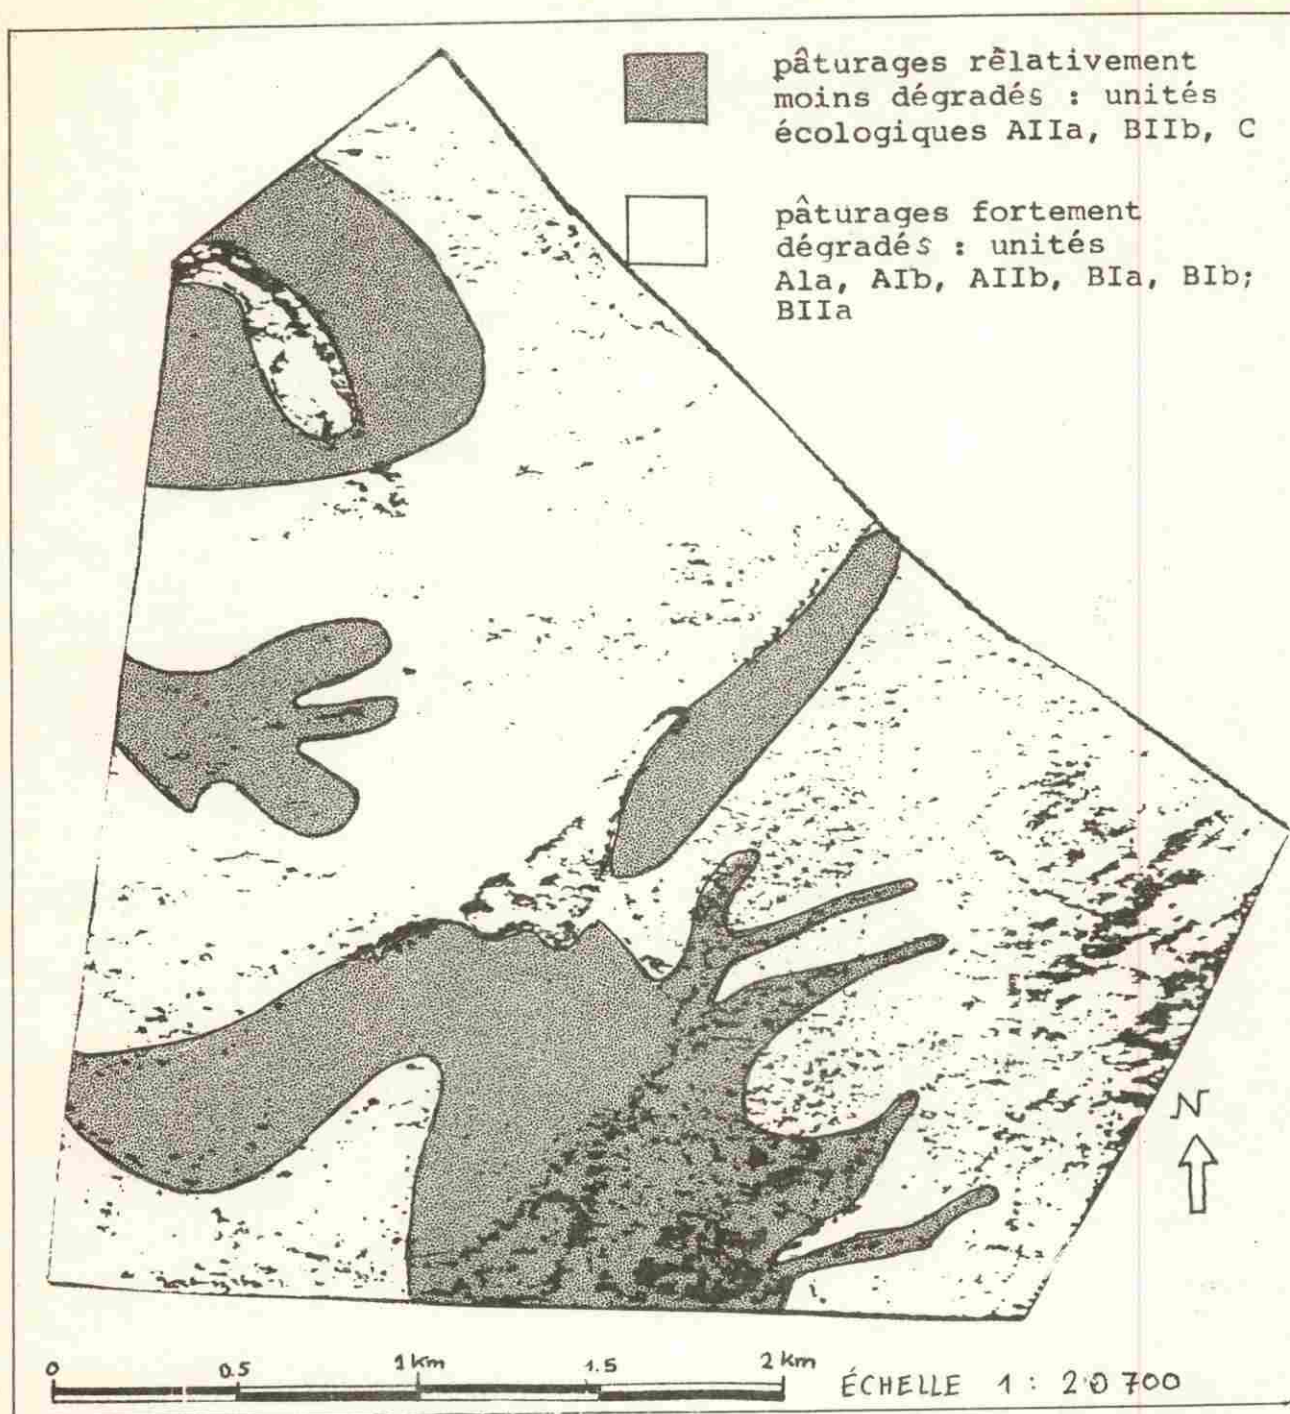 pâturages rèlativement
moins dégradés : unités
écologiques AIIa, BIIb, C
pâturages fortement
dégradés : unités
Ala, AIb, AIIb, BIa, BIb;
BIIa
N
0 0.5 1 km 1.5 2 km
ÉCHELLE 1 : 20 700